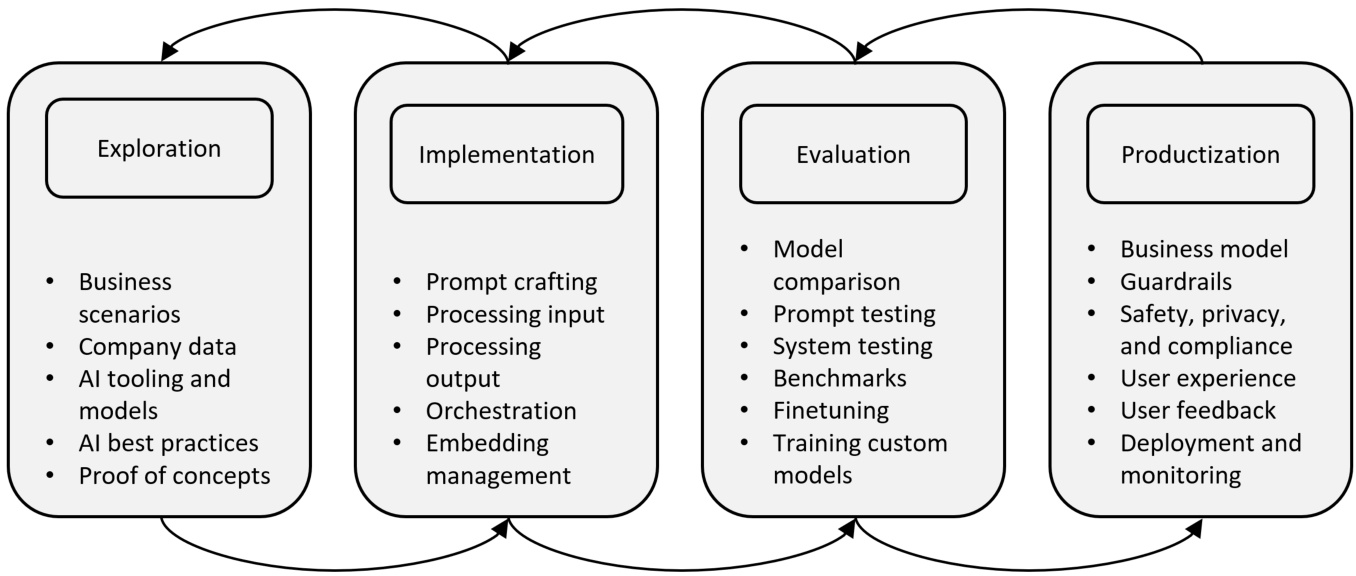 Exploration
• Business
scenarios
• Company data
• AI tooling and
models
• AI best practices
• Proof of concepts
Implementation
• Prompt crafting
• Processing input
• Processing
output
• Orchestration
• Embedding
management
Evaluation
• Model
comparison
• Prompt testing
• System testing
• Benchmarks
• Finetuning
• Training custom
models
Productization
• Business model
• Guardrails
• Safety, privacy,
and compliance
• User experience
• User feedback
• Deployment and
monitoring